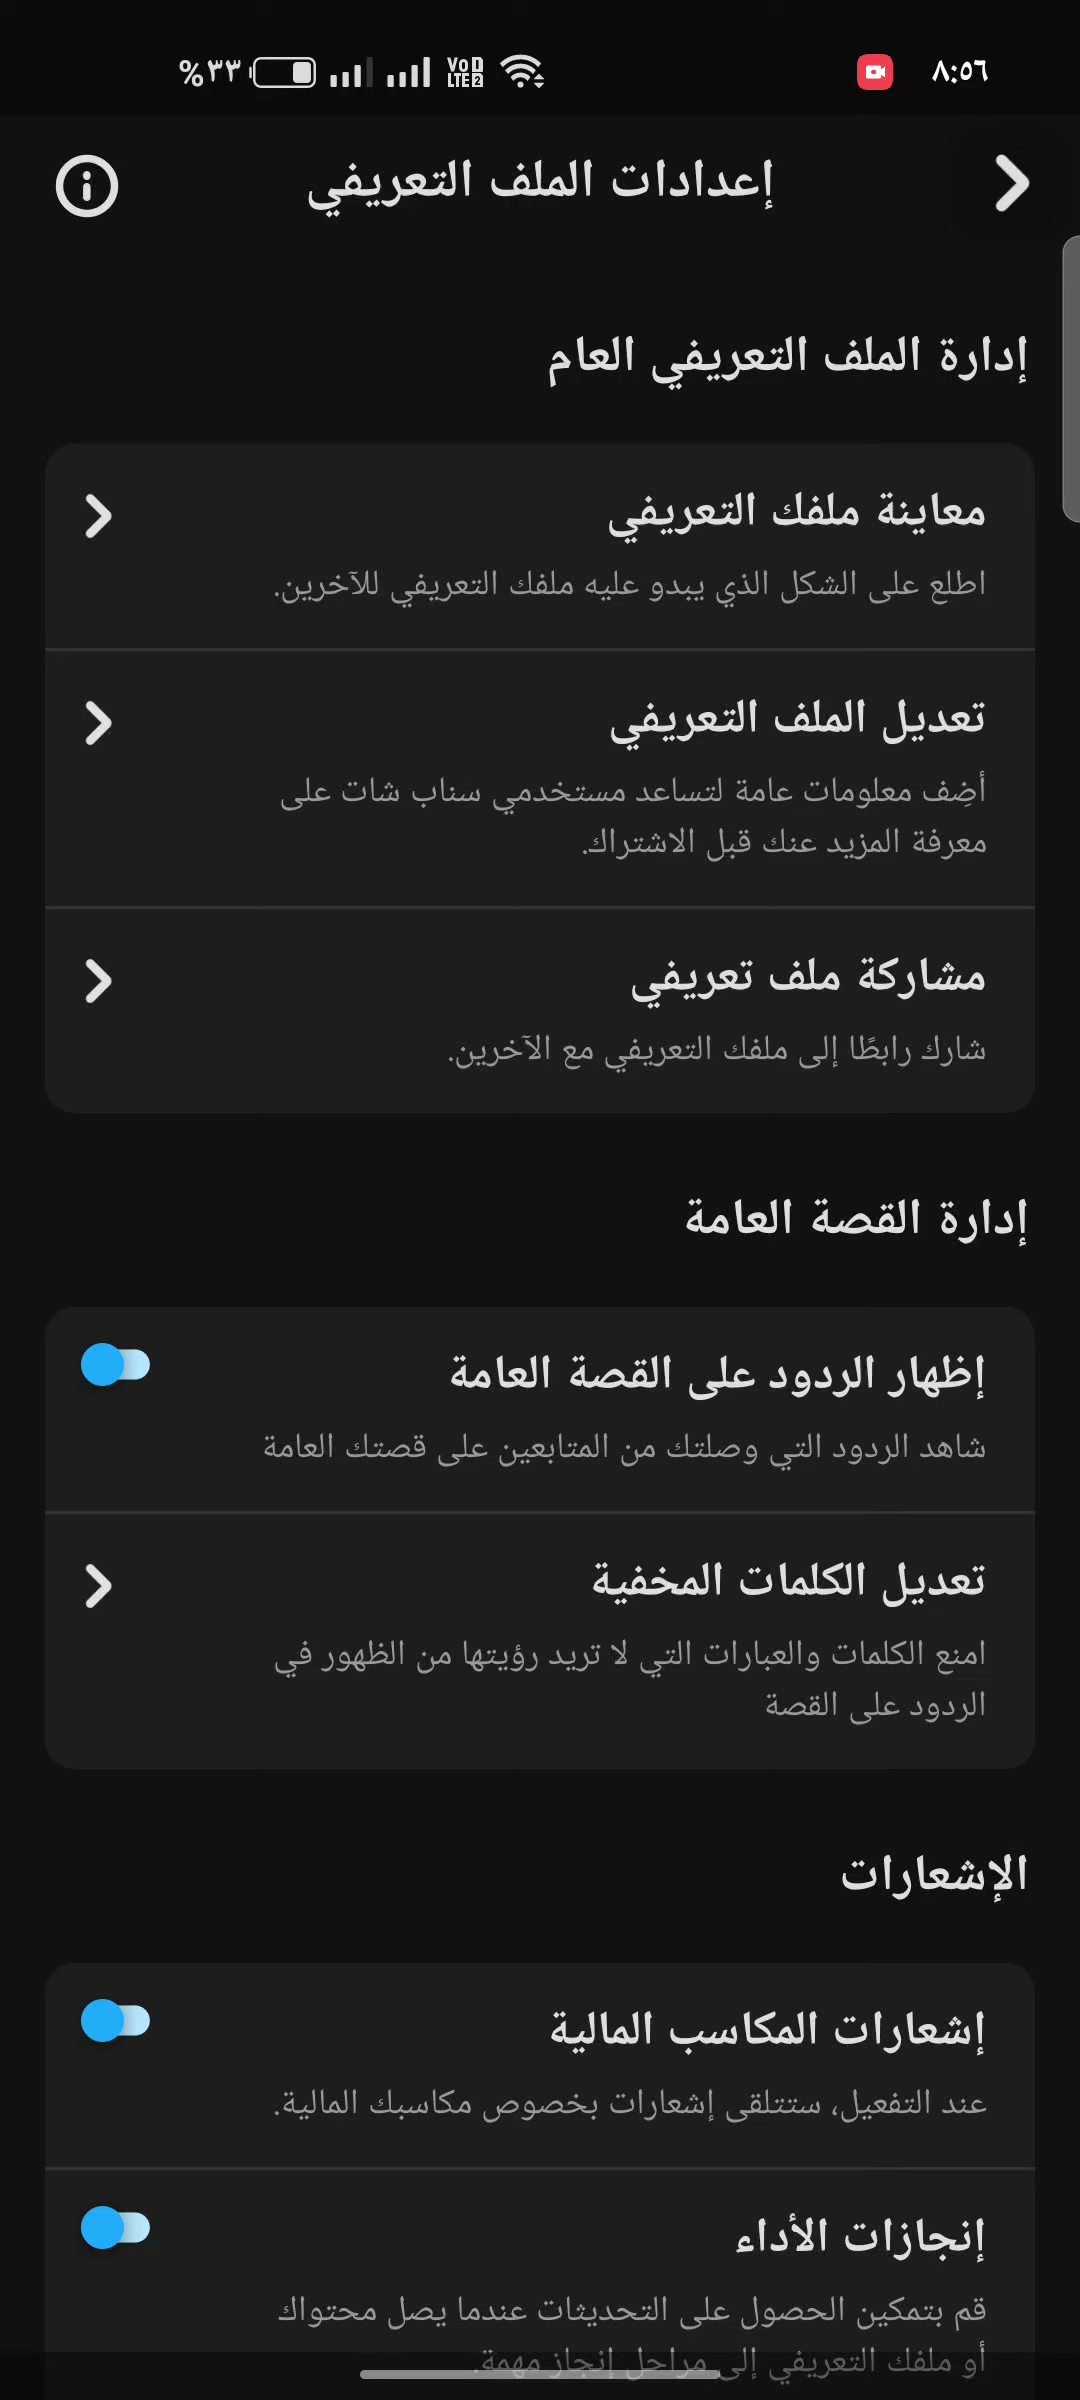 ٨:٥٦
VoD LTE2
%٣٣
إعدادات الملف التعريفي
إدارة الملف التعريفي العام
معاينة ملفك التعريفي
اطلع على الشكل الذي يبدو عليه ملفك التعريفي للآخرين.
تعديل الملف التعريفي
أضِف معلومات عامة لتساعد مستخدمي سناب شات على
معرفة المزيد عنك قبل الاشتراك.
مشاركة ملف تعريفي
شارك رابطًا إلى ملفك التعريفي مع الآخرين.
إدارة القصة العامة
إظهار الردود على القصة العامة
شاهد الردود التي وصلتك من المتابعين على قصتك العامة
تعديل الكلمات المخفية
امنع الكلمات والعبارات التي لا تريد رؤيتها من الظهور في
الردود على القصة
الإشعارات
إشعارات المكاسب المالية
عند التفعيل، ستتلقى إشعارات بخصوص مكاسبك المالية.
إنجازات الأداء
قم بتمكين الحصول على التحديثات عندما يصل محتواك
أو ملفك التعريفي إلى مراحل إنجاز مهمة.